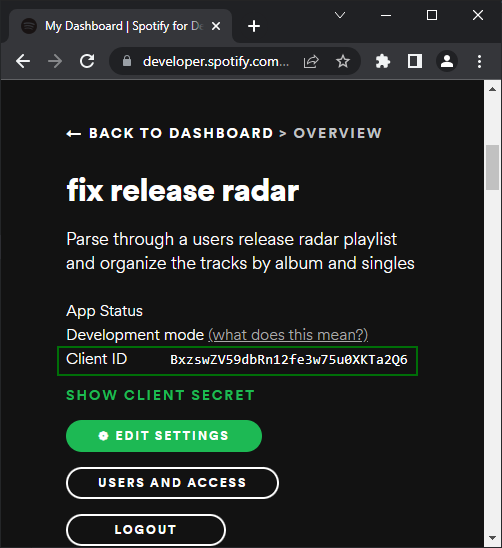 My Dashboard | Spotify for De
developer.spotify.com...
← BACK TO DASHBOARD > OVERVIEW
fix release radar
Parse through a users release radar playlist
and organize the tracks by album and singles
App Status
Development mode (what does this mean?)
Client ID BxzswZV59dbRn12fe3w75u0XKTa2Q6
SHOW CLIENT SECRET
EDIT SETTINGS
USERS AND ACCESS
LOGOUT